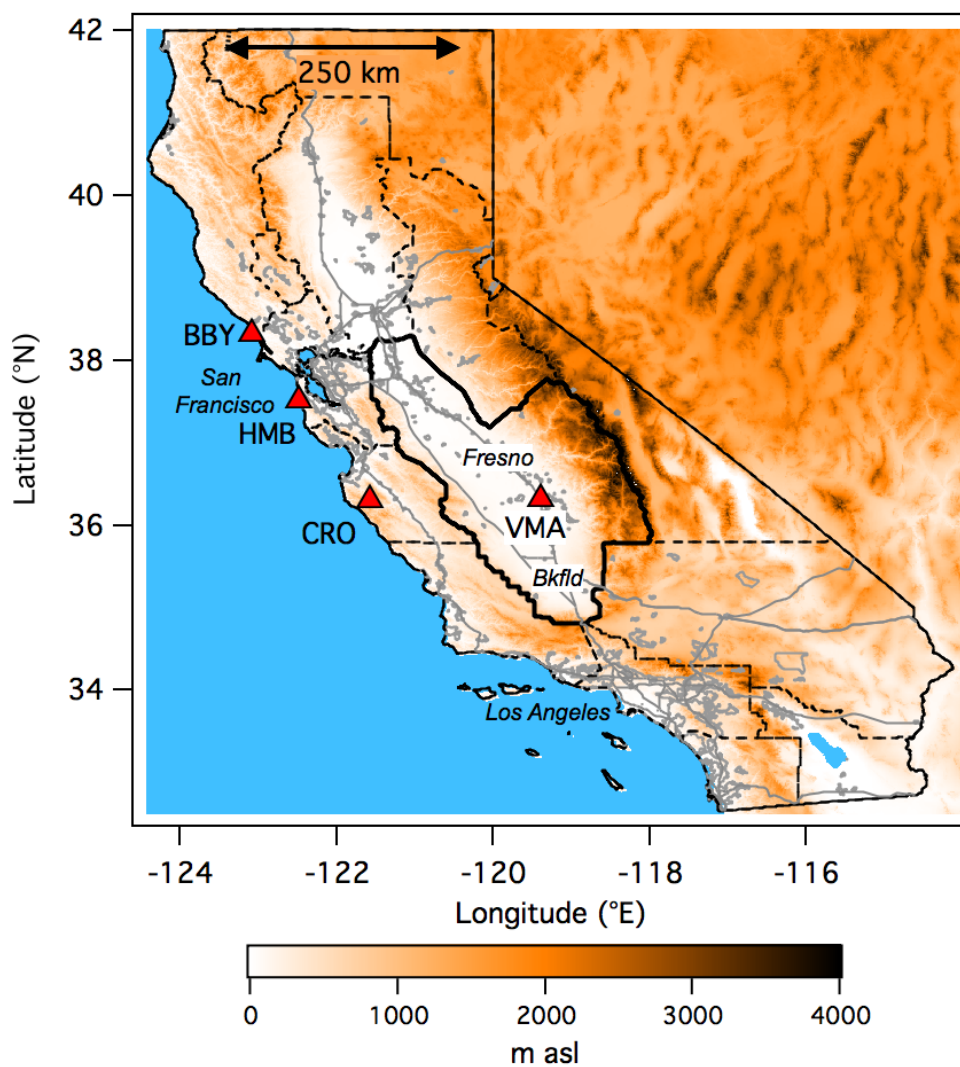 42
250 km
40
BBY
38
San
Francisco
HMB
Fresno
36
CRO
VMA
Bkfld
34
Los Angeles
Latitude (°N)
-124
-122
-120
-118
-116
Longitude (°E)
0
1000
2000
3000
4000
m asl